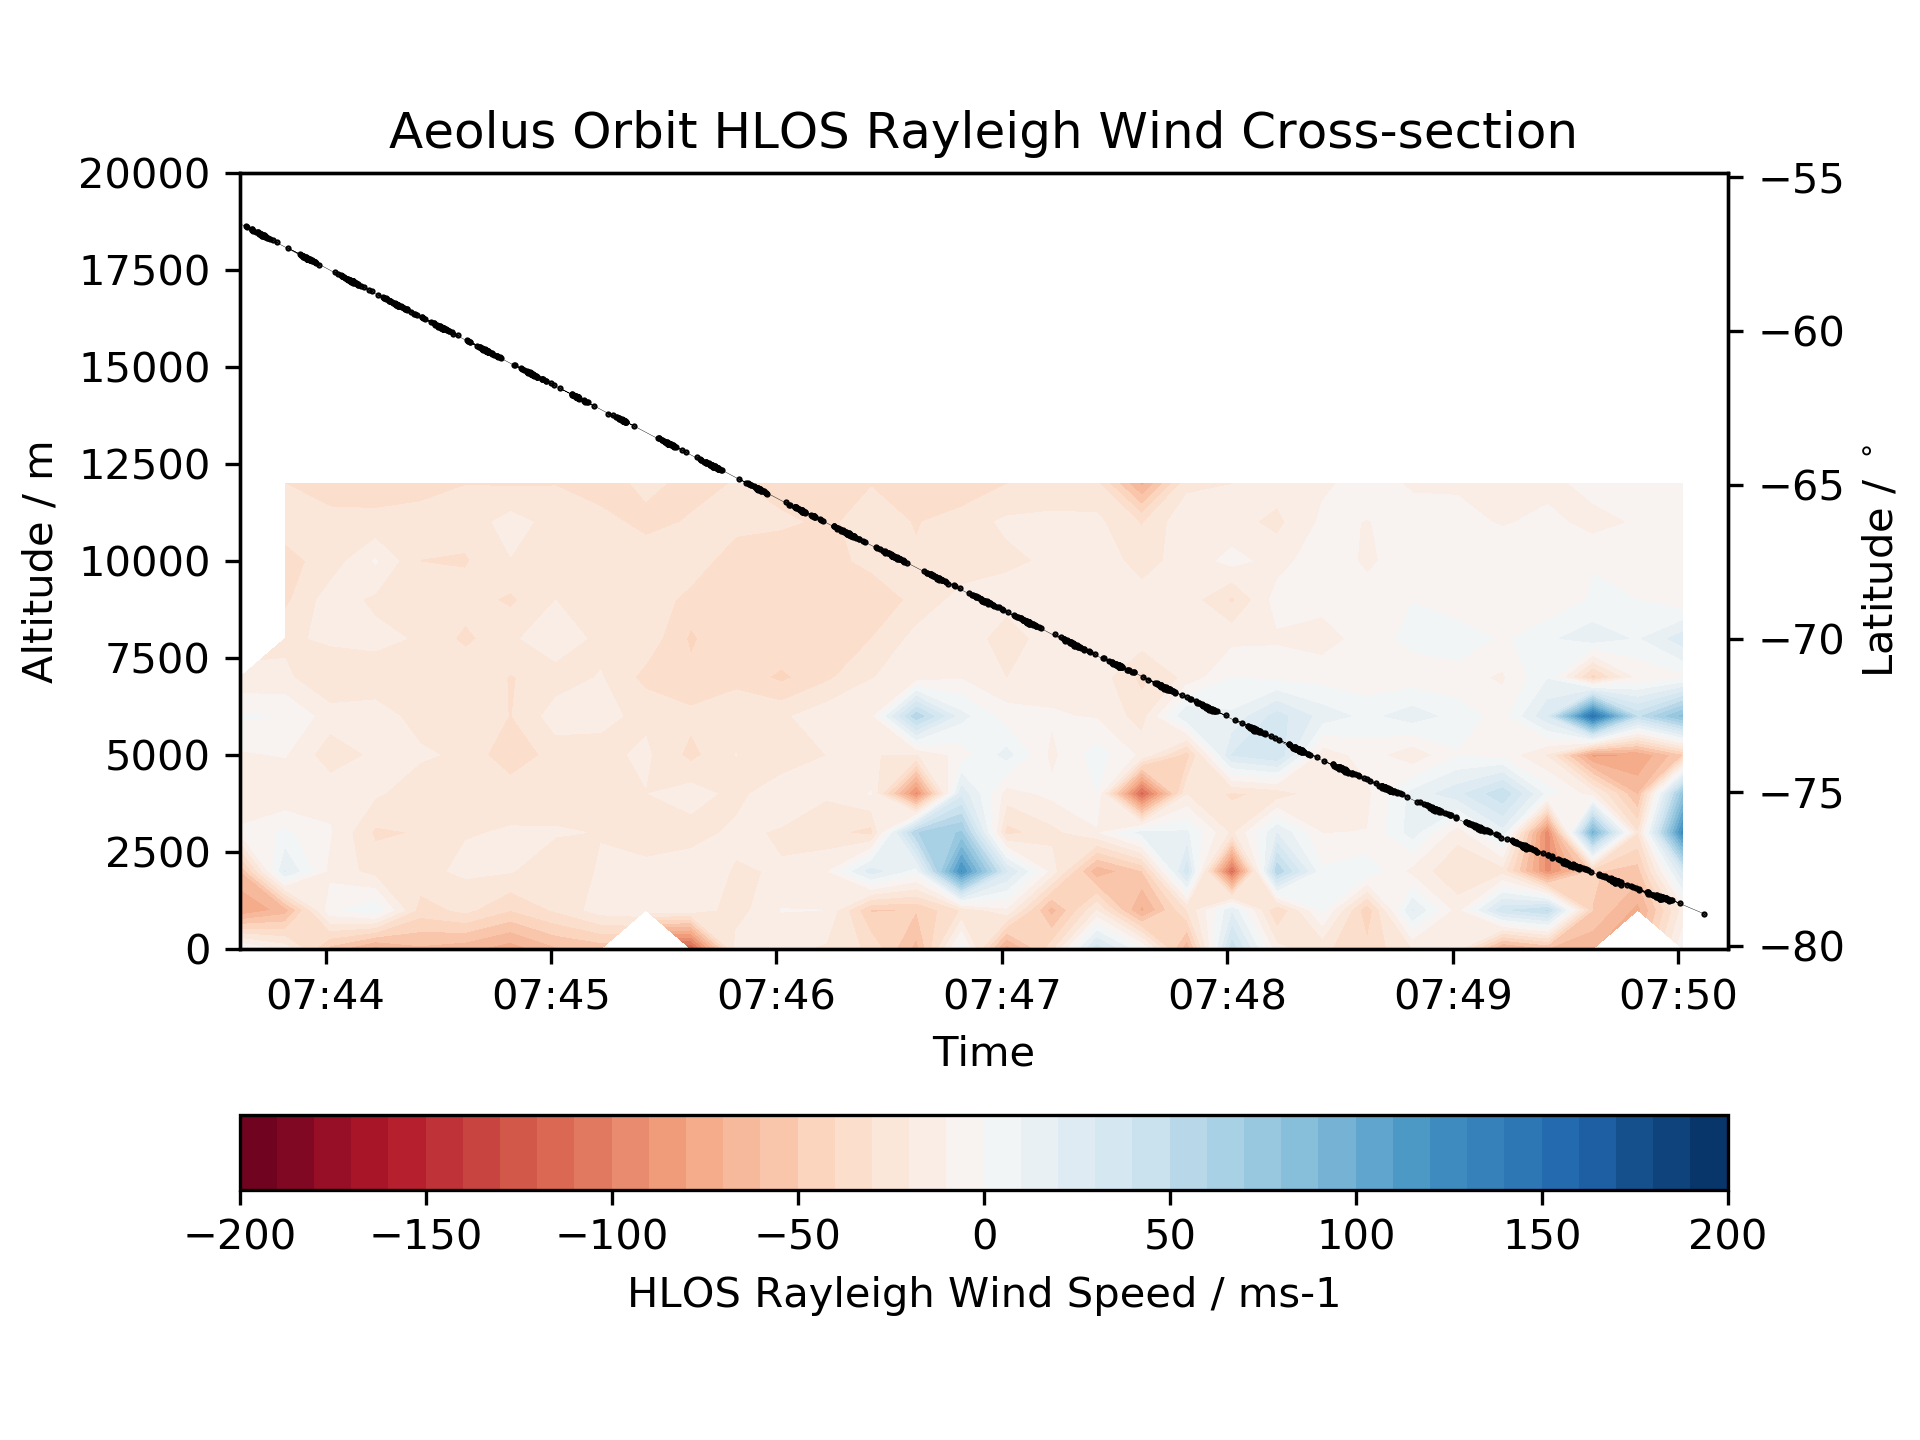 Aeolus Orbit HLOS Rayleigh Wind Cross-section
20000
17500
15000
12500
10000
7500
5000
2500
0
Altitude / m
−55
−60
−65
−70
−75
−80
Latitude / °
07:44 07:45 07:46 07:47 07:48 07:49 07:50
Time
−200 −150 −100 −50 0 50 100 150 200
HLOS Rayleigh Wind Speed / ms-1